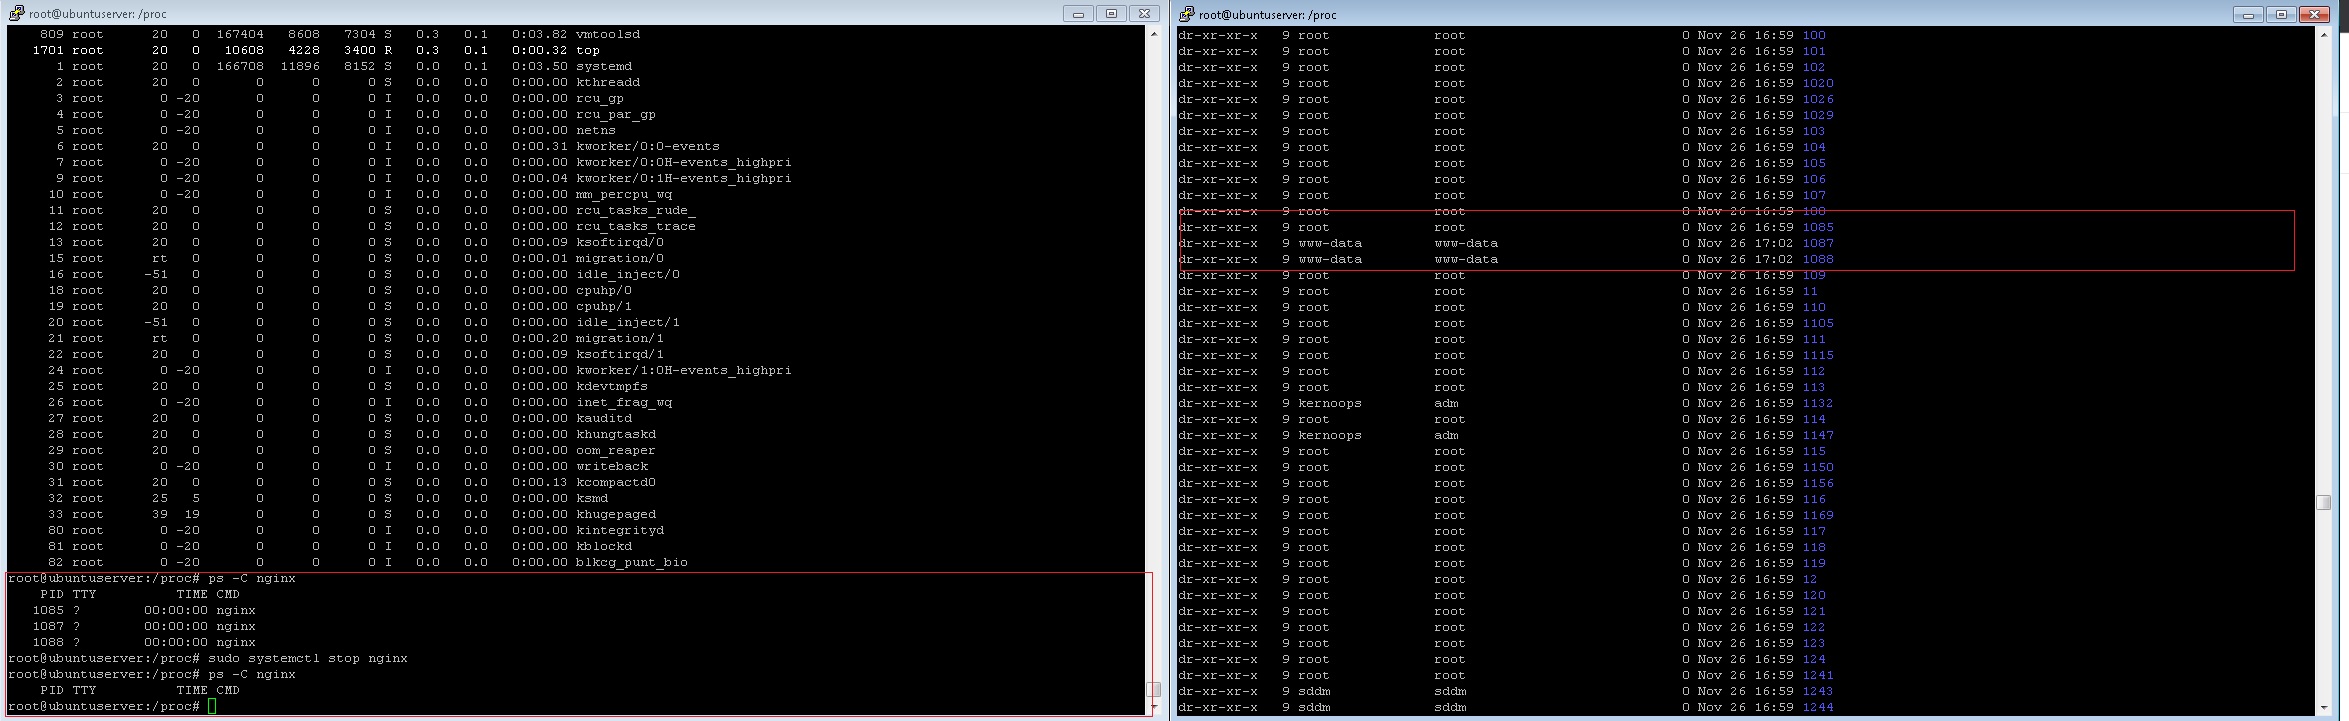 root@ubuntuserver: /proc
809 root 20 0 167404 8608 7304 S 0.3 0.1 0:03.82 vmtoolsd
1701 root 20 0 10608 4228 3400 R 0.3 0.1 0:00.32 top
1 root 20 0 166708 11896 8152 S 0.0 0.1 0:03.50 systemd
2 root 20 0 0 0 0 S 0.0 0.0 0:00.00 kthreadd
3 root 0 -20 0 0 0 I 0.0 0.0 0:00.00 rcu_gp
4 root 0 -20 0 0 0 I 0.0 0.0 0:00.00 rcu_par_gp
5 root 0 -20 0 0 0 I 0.0 0.0 0:00.00 netns
6 root 20 0 0 0 0 I 0.0 0.0 0:00.31 kworker/0:0-events
7 root 0 -20 0 0 0 I 0.0 0.0 0:00.00 kworker/0:0H-events_highpri
9 root 0 -20 0 0 0 I 0.0 0.0 0:00.04 kworker/0:1H-events_highpri
10 root 0 -20 0 0 0 I 0.0 0.0 0:00.00 mm_percpu_wq
11 root 20 0 0 0 0 S 0.0 0.0 0:00.00 rcu_tasks_rude_
12 root 20 0 0 0 0 S 0.0 0.0 0:00.00 rcu_tasks_trace
13 root 20 0 0 0 0 S 0.0 0.0 0:00.09 ksoftirqd/0
15 root rt 0 0 0 0 S 0.0 0.0 0:00.01 migration/0
16 root -51 0 0 0 0 S 0.0 0.0 0:00.00 idle_inject/0
18 root 20 0 0 0 0 S 0.0 0.0 0:00.00 cpuhp/0
19 root 20 0 0 0 0 S 0.0 0.0 0:00.00 cpuhp/1
20 root -51 0 0 0 0 S 0.0 0.0 0:00.00 idle_inject/1
21 root rt 0 0 0 0 S 0.0 0.0 0:00.20 migration/1
22 root 20 0 0 0 0 S 0.0 0.0 0:00.09 ksoftirqd/1
24 root 0 -20 0 0 0 I 0.0 0.0 0:00.00 kworker/1:0H-events_highpri
25 root 20 0 0 0 0 S 0.0 0.0 0:00.00 kdevtmpfs
26 root 0 -20 0 0 0 I 0.0 0.0 0:00.00 inet_frag_wq
27 root 20 0 0 0 0 S 0.0 0.0 0:00.00 kauditd
28 root 20 0 0 0 0 S 0.0 0.0 0:00.00 khungtaskd
29 root 20 0 0 0 0 S 0.0 0.0 0:00.00 oom_reaper
30 root 0 -20 0 0 0 I 0.0 0.0 0:00.00 writeback
31 root 20 0 0 0 0 S 0.0 0.0 0:00.13 kcompactd0
32 root 25 5 0 0 0 S 0.0 0.0 0:00.00 ksmd
33 root 39 19 0 0 0 S 0.0 0.0 0:00.00 khugepaged
80 root 0 -20 0 0 0 I 0.0 0.0 0:00.00 kintegrityd
81 root 0 -20 0 0 0 I 0.0 0.0 0:00.00 kblockd
82 root 0 -20 0 0 0 I 0.0 0.0 0:00.00 blkcg_punt_bio
root@ubuntuserver:/proc# ps -C nginx
PID TTY TIME CMD
1085 ? 00:00:00 nginx
1087 ? 00:00:00 nginx
1088 ? 00:00:00 nginx
root@ubuntuserver:/proc# sudo systemctl stop nginx
root@ubuntuserver:/proc# ps -C nginx
PID TTY TIME CMD
root@ubuntuserver:/proc#
root@ubuntuserver: /proc
dr-xr-xr-x 9 root root 0 Nov 26 16:59 100
dr-xr-xr-x 9 root root 0 Nov 26 16:59 101
dr-xr-xr-x 9 root root 0 Nov 26 16:59 102
dr-xr-xr-x 9 root root 0 Nov 26 16:59 1020
dr-xr-xr-x 9 root root 0 Nov 26 16:59 1026
dr-xr-xr-x 9 root root 0 Nov 26 16:59 1029
dr-xr-xr-x 9 root root 0 Nov 26 16:59 103
dr-xr-xr-x 9 root root 0 Nov 26 16:59 104
dr-xr-xr-x 9 root root 0 Nov 26 16:59 105
dr-xr-xr-x 9 root root 0 Nov 26 16:59 106
dr-xr-xr-x 9 root root 0 Nov 26 16:59 107
dr-xr-xr-x 9 root root 0 Nov 26 16:59 108
dr-xr-xr-x 9 root root 0 Nov 26 16:59 1085
dr-xr-xr-x 9 www-data www-data 0 Nov 26 17:02 1087
dr-xr-xr-x 9 www-data www-data 0 Nov 26 17:02 1088
dr-xr-xr-x 9 root root 0 Nov 26 16:59 109
dr-xr-xr-x 9 root root 0 Nov 26 16:59 11
dr-xr-xr-x 9 root root 0 Nov 26 16:59 110
dr-xr-xr-x 9 root root 0 Nov 26 16:59 1105
dr-xr-xr-x 9 root root 0 Nov 26 16:59 111
dr-xr-xr-x 9 root root 0 Nov 26 16:59 1115
dr-xr-xr-x 9 root root 0 Nov 26 16:59 112
dr-xr-xr-x 9 root root 0 Nov 26 16:59 113
dr-xr-xr-x 9 kernoops adm 0 Nov 26 16:59 1132
dr-xr-xr-x 9 root root 0 Nov 26 16:59 114
dr-xr-xr-x 9 kernoops adm 0 Nov 26 16:59 1147
dr-xr-xr-x 9 root root 0 Nov 26 16:59 115
dr-xr-xr-x 9 root root 0 Nov 26 16:59 1150
dr-xr-xr-x 9 root root 0 Nov 26 16:59 1156
dr-xr-xr-x 9 root root 0 Nov 26 16:59 116
dr-xr-xr-x 9 root root 0 Nov 26 16:59 1169
dr-xr-xr-x 9 root root 0 Nov 26 16:59 117
dr-xr-xr-x 9 root root 0 Nov 26 16:59 118
dr-xr-xr-x 9 root root 0 Nov 26 16:59 119
dr-xr-xr-x 9 root root 0 Nov 26 16:59 12
dr-xr-xr-x 9 root root 0 Nov 26 16:59 120
dr-xr-xr-x 9 root root 0 Nov 26 16:59 121
dr-xr-xr-x 9 root root 0 Nov 26 16:59 122
dr-xr-xr-x 9 root root 0 Nov 26 16:59 123
dr-xr-xr-x 9 root root 0 Nov 26 16:59 124
dr-xr-xr-x 9 root root 0 Nov 26 16:59 1241
dr-xr-xr-x 9 sddm sddm 0 Nov 26 16:59 1243
dr-xr-xr-x 9 sddm sddm 0 Nov 26 16:59 1244